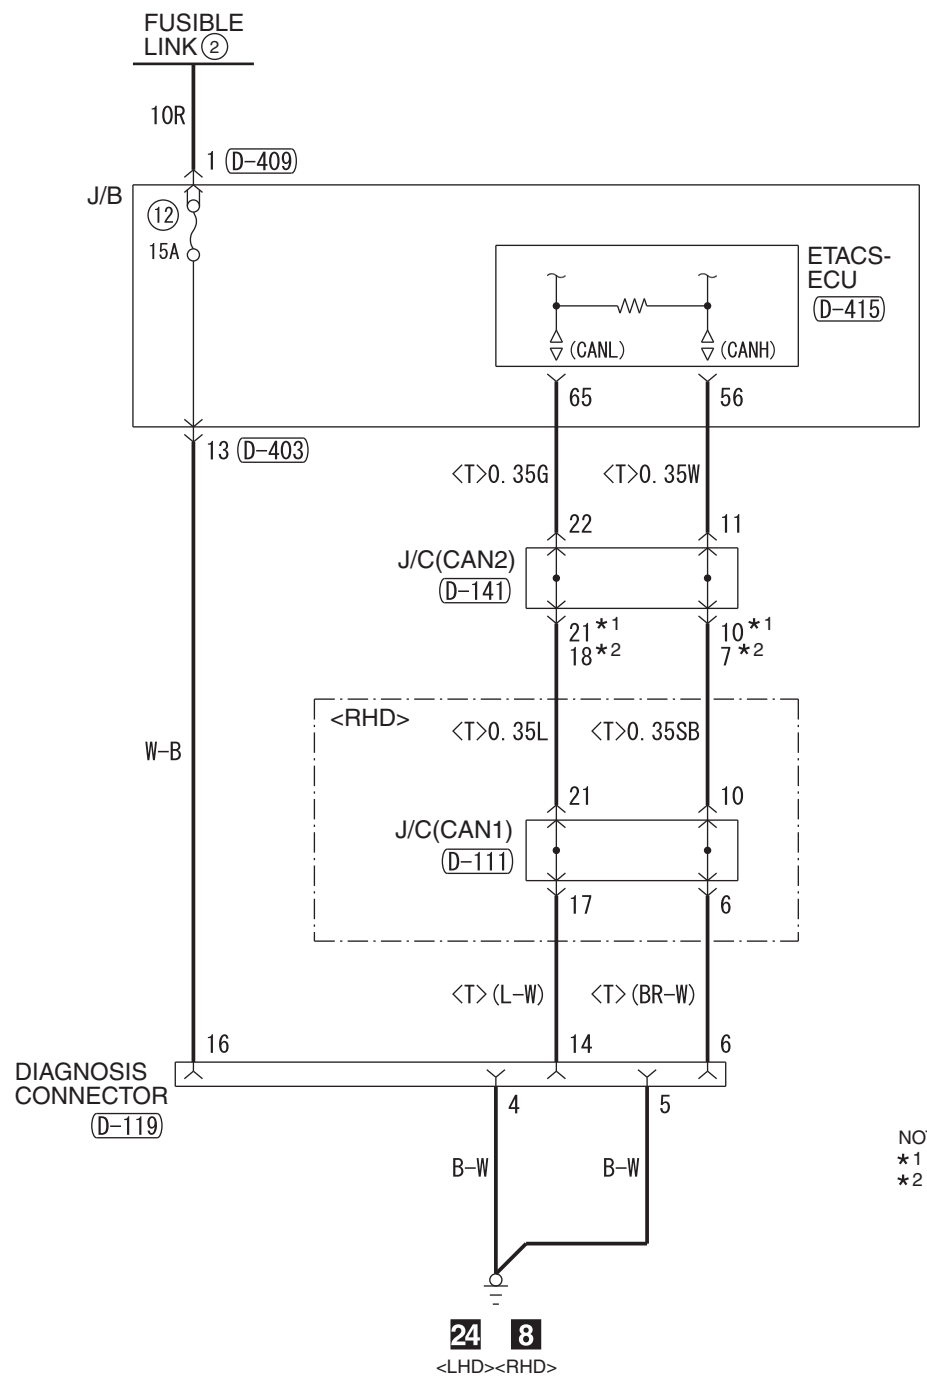 FUSIBLE
LINK ②
10R
1 (D-409)
J/B
⑫
15A
ETACS-
ECU
(D-415)
(CANL) (CANH)
65 56
13 (D-403)
<T>0.35G <T>0.35W
22 11
J/C(CAN2)
(D-141)
21*1 10*1
18*2 7*2
<RHD>
<T>0.35L <T>0.35SB
W-B
21 10
J/C(CAN1)
(D-111)
17 6
<T>(L-W) <T>(BR-W)
16 14 6
DIAGNOSIS
CONNECTOR
(D-119)
4 5
B-W B-W
NO
*1
*2
24 8
<LHD><RHD>